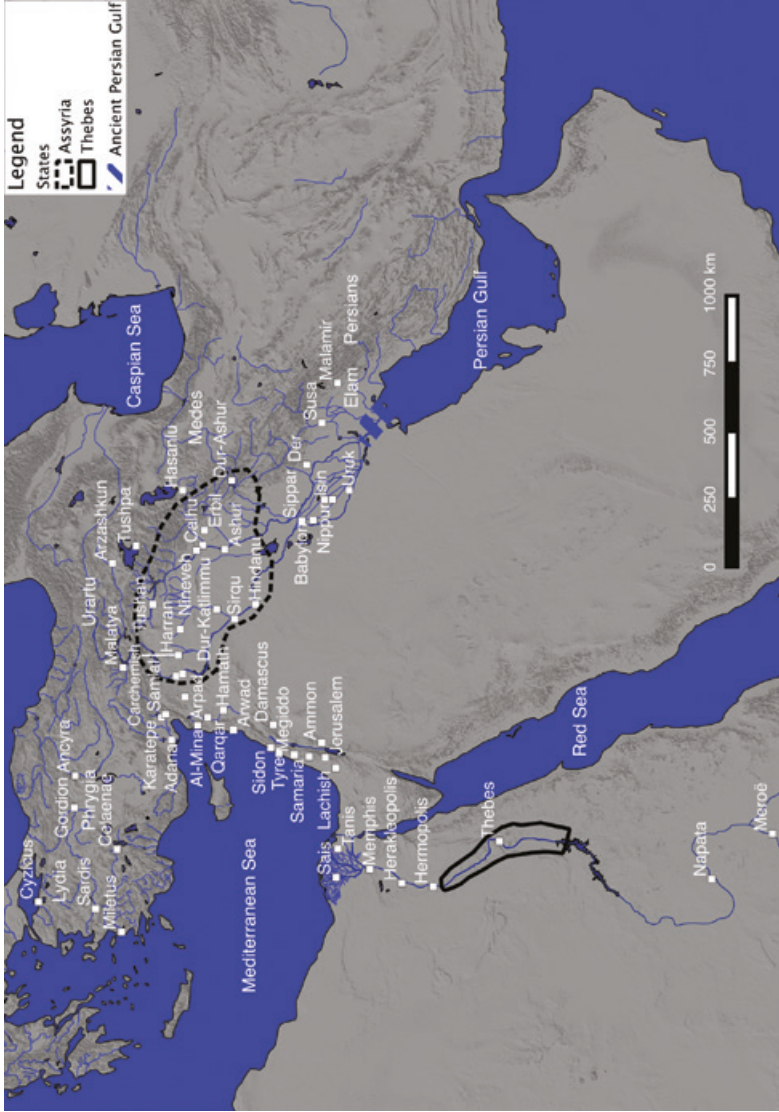 Legend
States
Assyria
Thebes
Ancient Persian Gulf
Cyzicus
Lydia
Sardis
Miletus
Gordion
Ancyra
Phrygia
Celaenae
Urartu
Malatya
Arzashkun
Tushpa
Caspian Sea
Carchemish
Tushan
Karatepe
Sam'al
Harran
Nineveh
Calhu
Hasanlu
Adana
Medes
Al-Mina
Arpad
Dur-Katlimmu
Erbil
Dur-Ashur
Qarqar
Hamath
Ashur
Arwad
Sirqu
Hindanu
Mediterranean Sea
Sidon
Damascus
Tyre
Megiddo
Samaria
Ammon
Lachish
Jerusalem
Babylon
Sippar
Der
Nippur
Isin
Susa
Malamir
Uruk
Elam
Persians
Sais
Tanis
Memphis
Herakleopolis
Hermopolis
Persian Gulf
Thebes
Red Sea
Napata
Meroë
0
250
500
750
1000 km